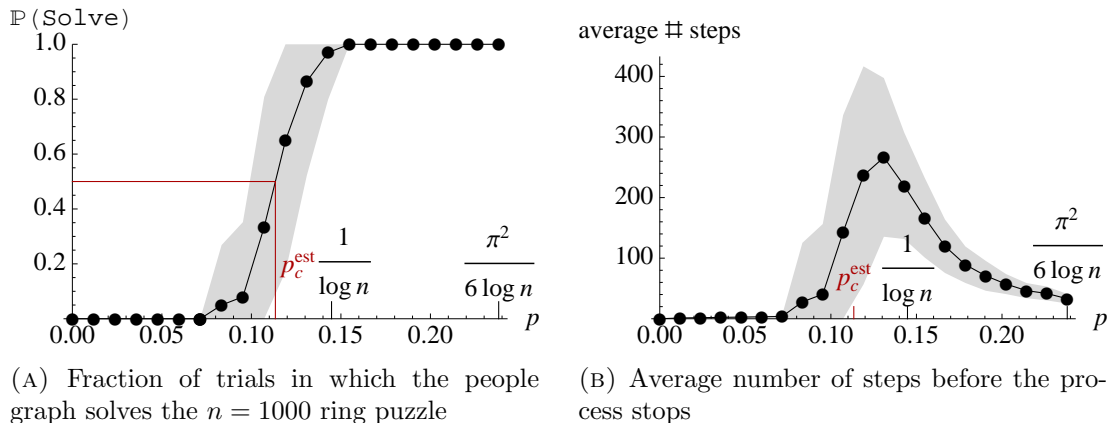 ℙ(Solve)
1.0
0.8
0.6
0.4
0.2
0.00 0.05 0.10 0.15 0.20 p
p_c^est
1/log n
π²/6 log n
(A) Fraction of trials in which the people
graph solves the n = 1000 ring puzzle
average # steps
400
300
200
100
0.00 0.05 0.10 0.15 0.20 p
p_c^est
1/log n
π²/6 log n
(B) Average number of steps before the pro-
cess stops